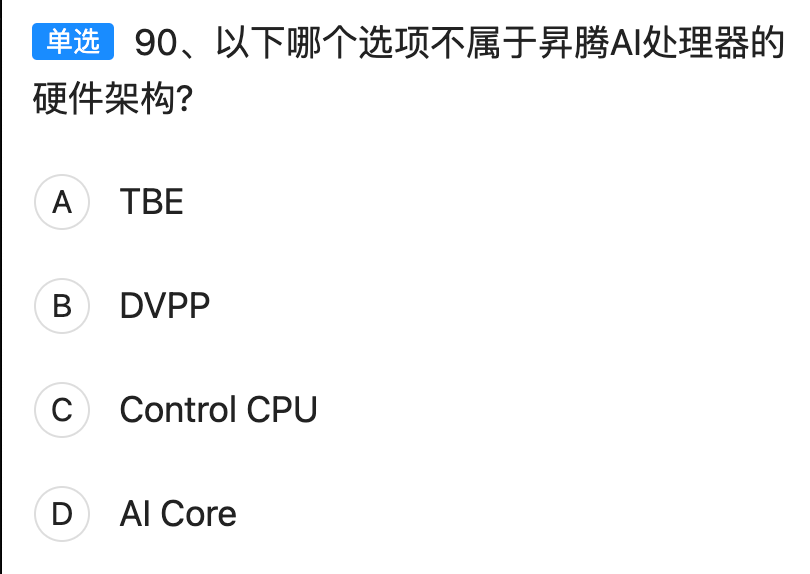 单选 90、以下哪个选项不属于昇腾AI处理器的
硬件架构?
A TBE
B DVPP
C Control CPU
D AI Core